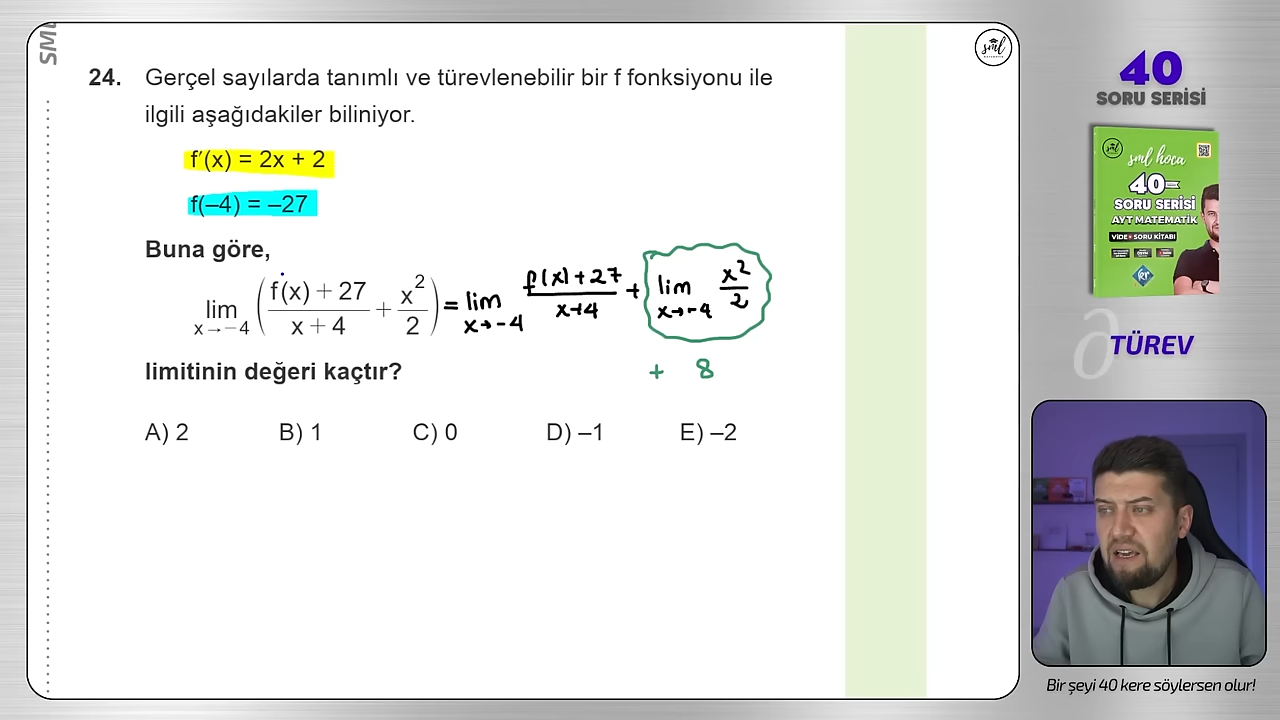 SML
sml
24. Gerçel sayılarda tanımlı ve türevlenebilir bir f fonksiyonu ile
ilgili aşağıdakiler biliniyor.
f′(x) = 2x + 2
f(–4) = –27
Buna göre,
lim x→−4 ( f(x) + 27 / x + 4 + x² / 2 ) = lim x→-4 f(x)+27 / x+4 + lim x→-4 x² / 2
+ 8
limitinin değeri kaçtır?
A) 2 B) 1 C) 0 D) –1 E) –2
40
SORU SERİSİ
sml hoca
40
SORU SERİSİ
AYT MATEMATİK
VİDEO SORU KİTABI
∂ TÜREV
Bir şeyi 40 kere söylersen olur!